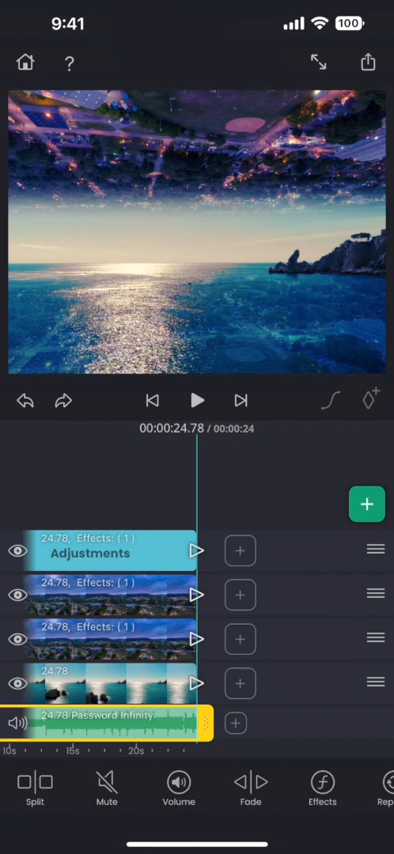 9:41
100
?
00:00:24.78 / 00:00:24
24.78, Effects: ( 1 )
Adjustments
24.78, Effects: ( 1 )
24.78, Effects: ( 1 )
24.78
24.78 Password Infinity
10s 15s 20s
Split Mute Volume Fade Effects Rep